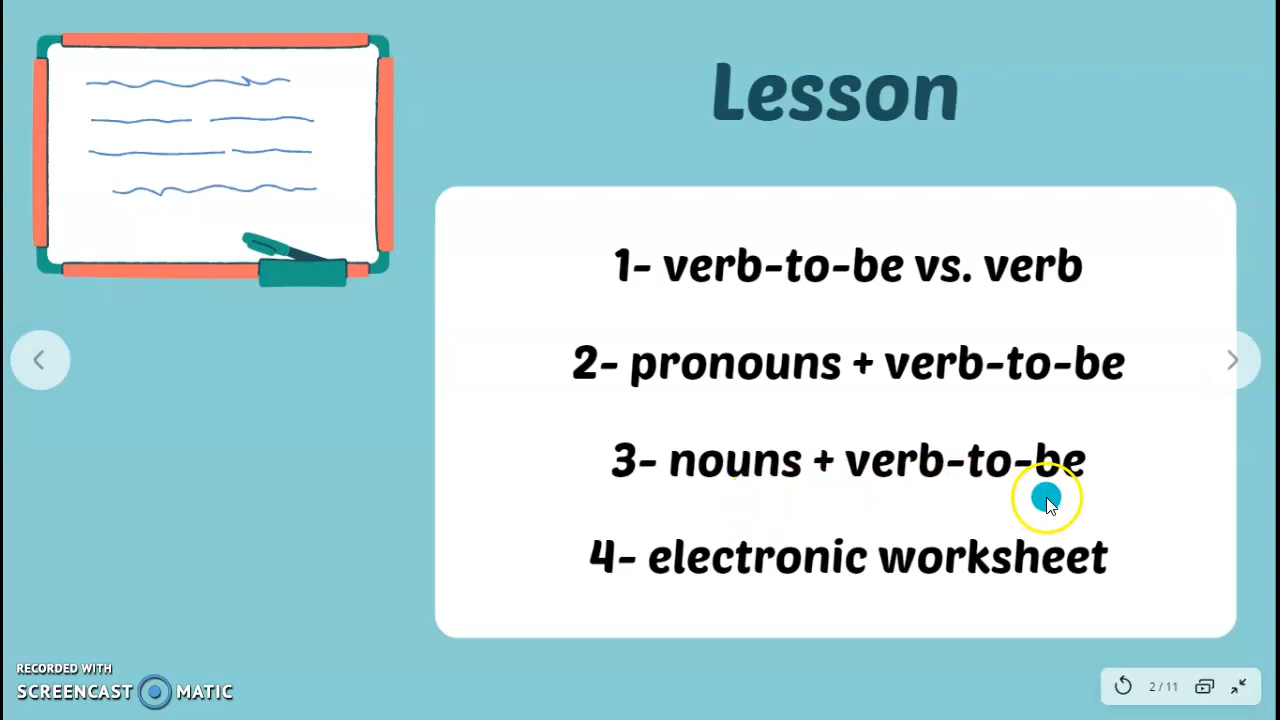 Lesson
1- verb-to-be vs. verb
2- pronouns + verb-to-be
3- nouns + verb-to-be
4- electronic worksheet
RECORDED WITH
SCREENCAST MATIC
2 / 11